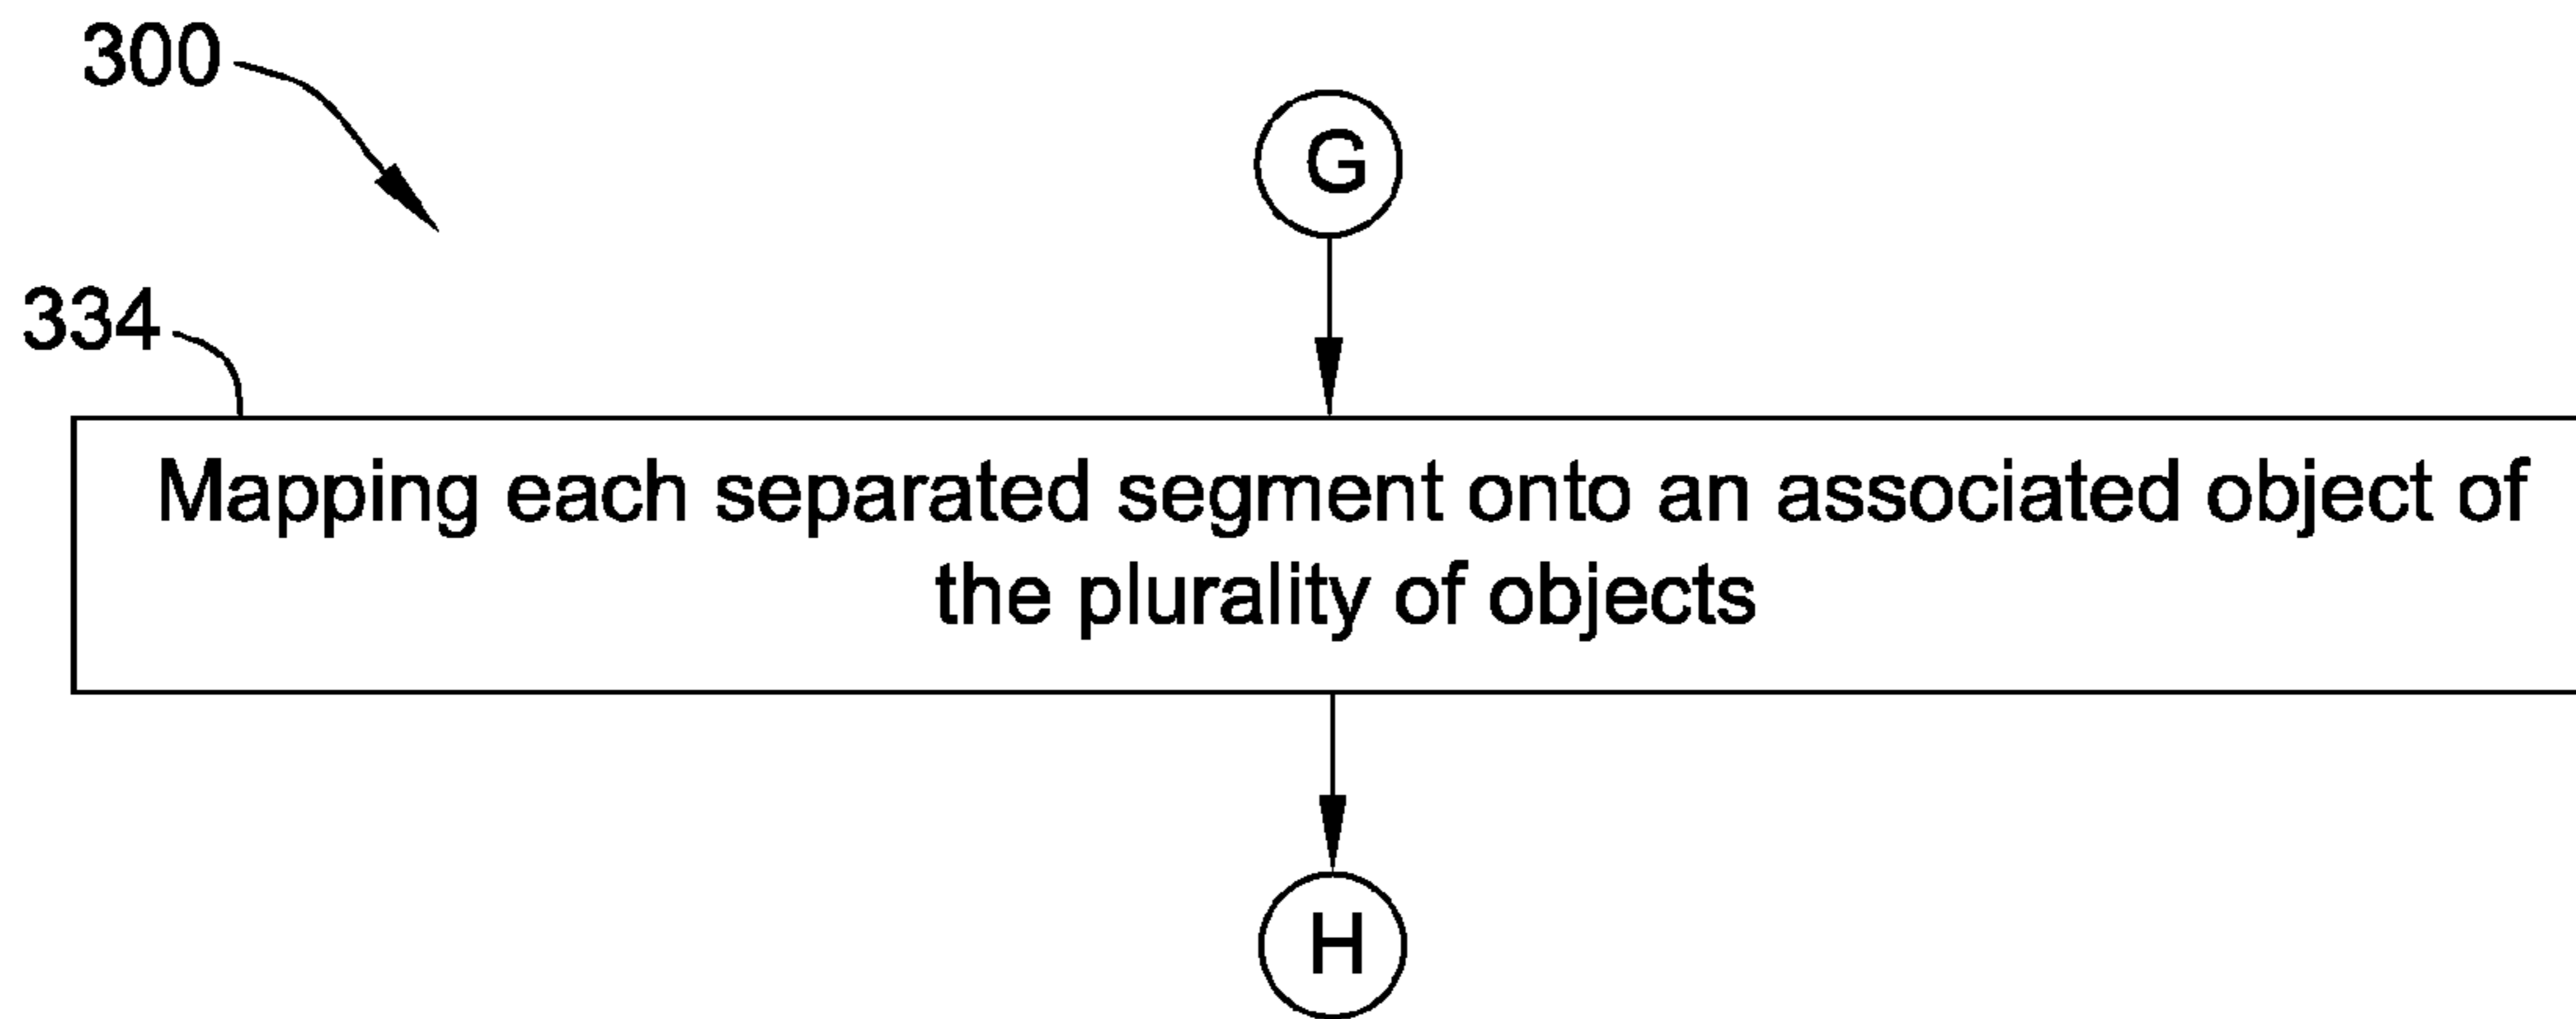 300
G
334
Mapping each separated segment onto an associated object of
the plurality of objects
H